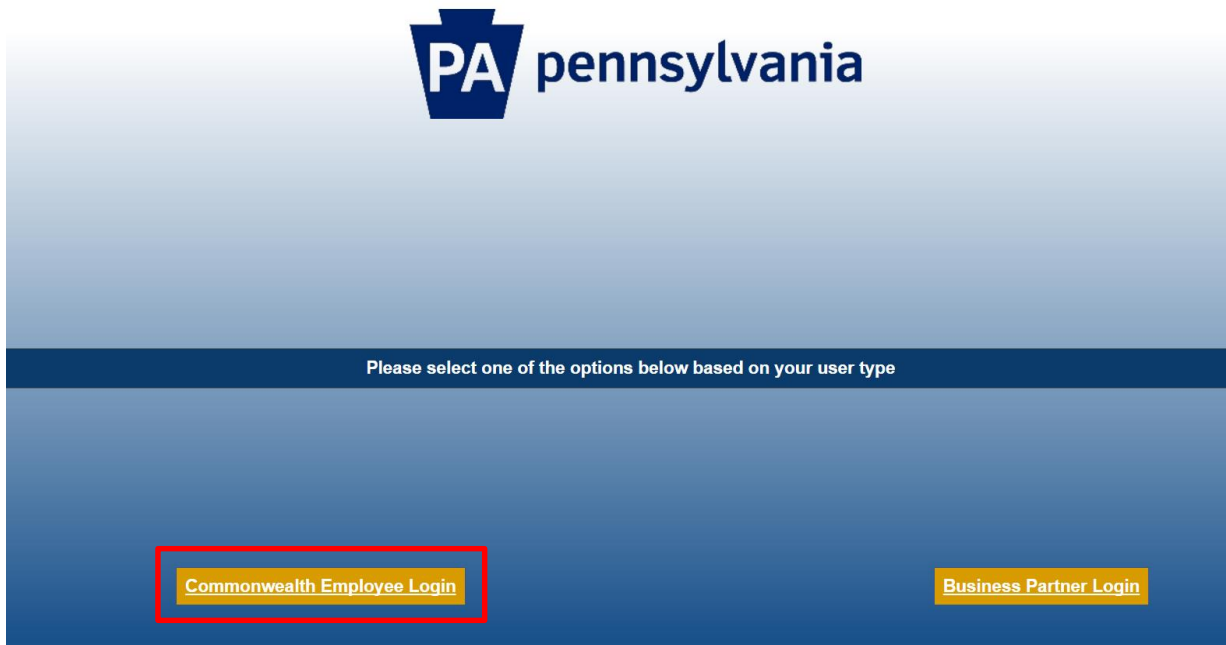 PA pennsylvania
Please select one of the options below based on your user type
Commonwealth Employee Login
Business Partner Login